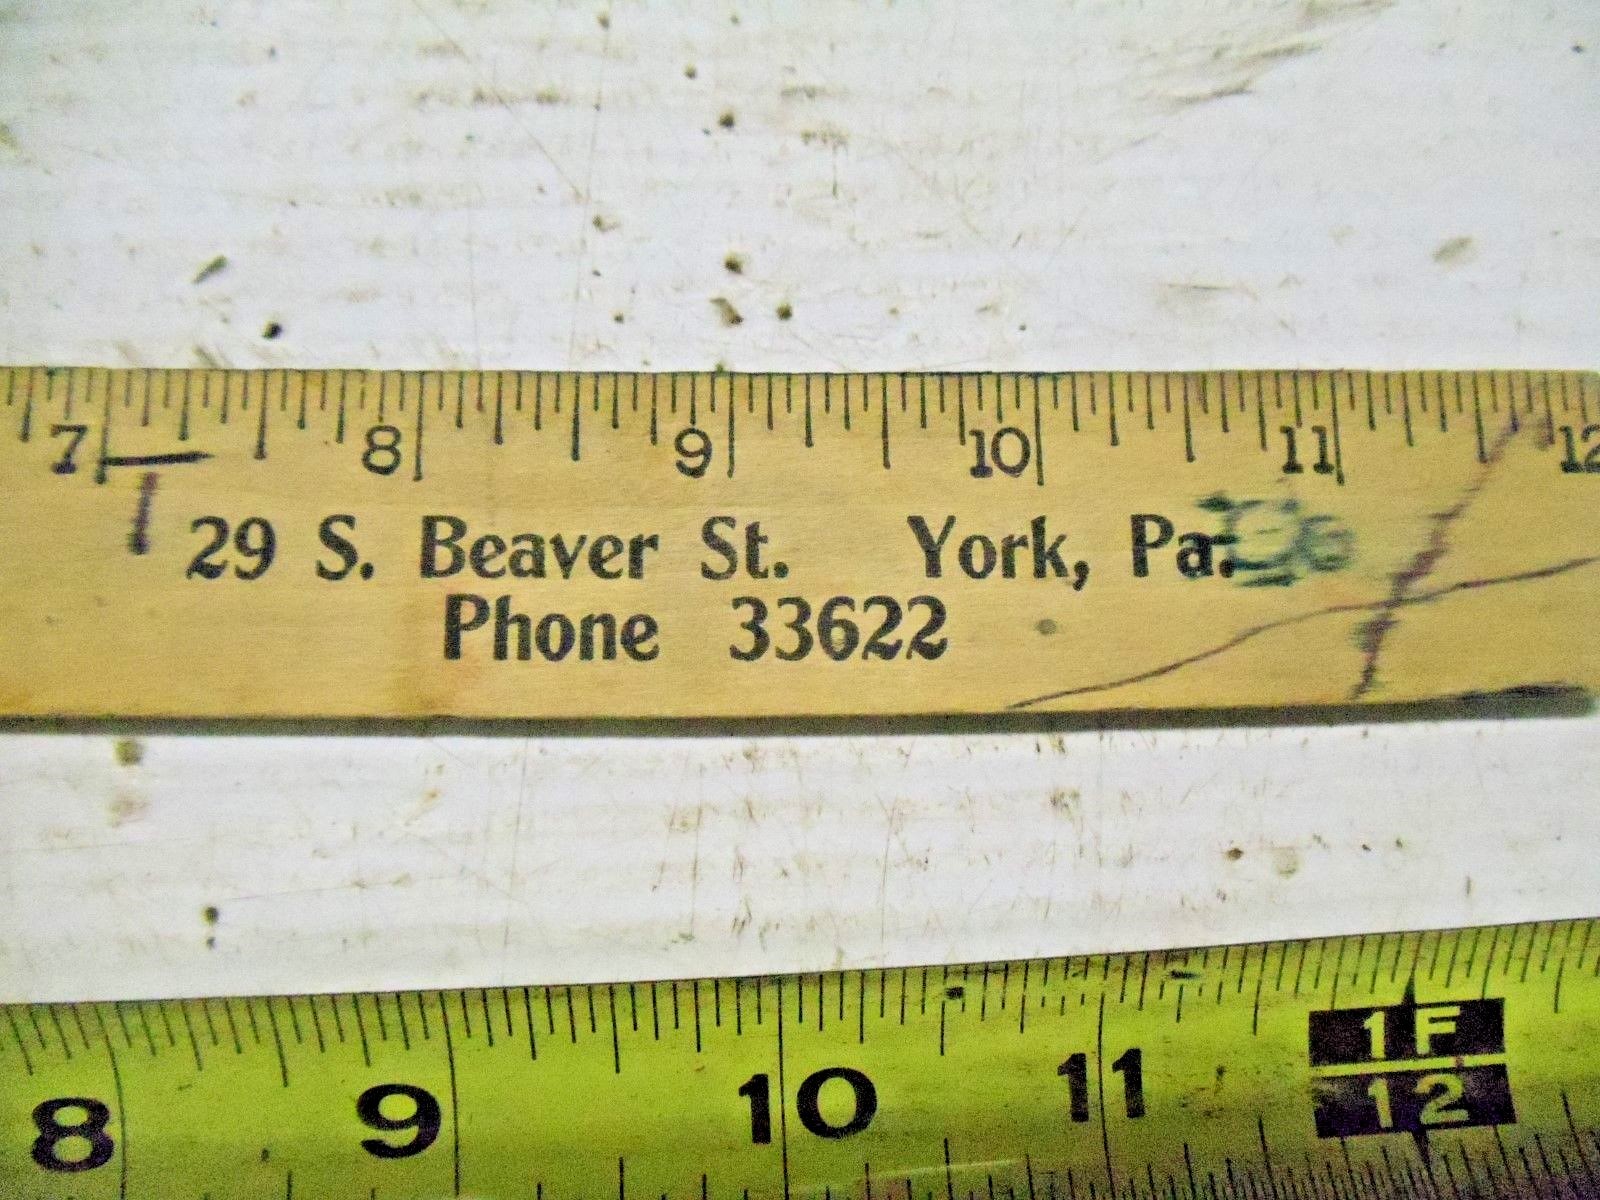 7 8 9 10 11 12
29 S. Beaver St. York, Pa.
Phone 33622
8 9 10 11 1F
12